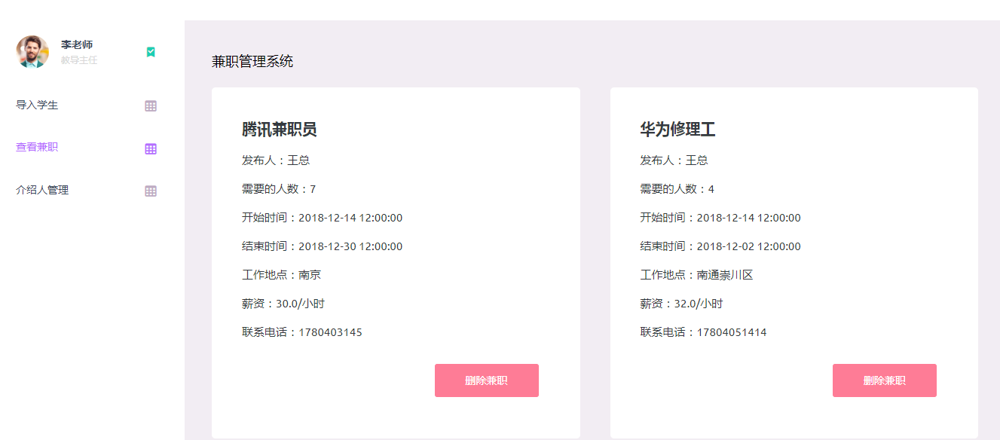 李老师
教导主任
导入学生
查看兼职
介绍人管理
兼职管理系统
腾讯兼职员
发布人：王总
需要的人数：7
开始时间：2018-12-14 12:00:00
结束时间：2018-12-30 12:00:00
工作地点：南京
薪资：30.0/小时
联系电话：1780403145
删除兼职
华为修理工
发布人：王总
需要的人数：4
开始时间：2018-12-14 12:00:00
结束时间：2018-12-02 12:00:00
工作地点：南通崇川区
薪资：32.0/小时
联系电话：17804051414
删除兼职